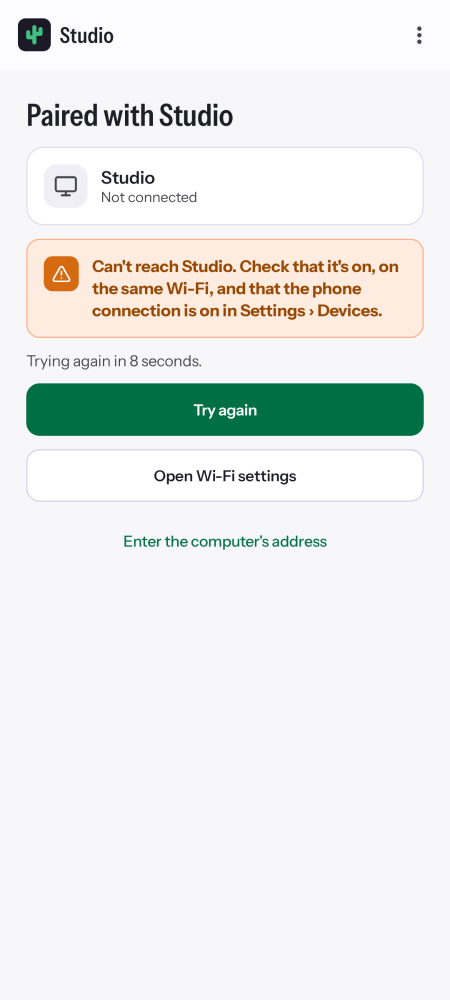 Studio
Paired with Studio
Studio
Not connected
Can't reach Studio. Check that it's on, on
the same Wi-Fi, and that the phone
connection is on in Settings › Devices.
Trying again in 8 seconds.
Try again
Open Wi-Fi settings
Enter the computer's address